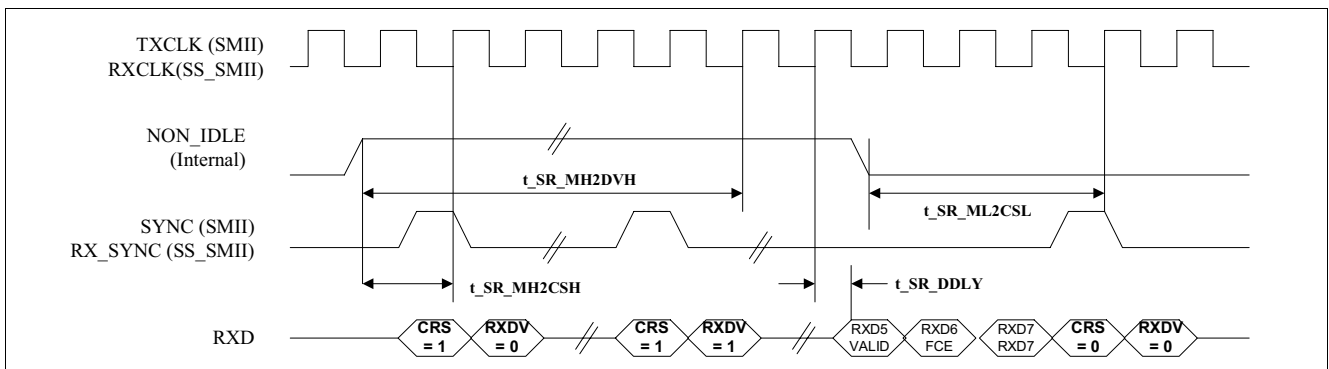 TXCLK (SMII)
RXCLK(SS_SMII)
NON_IDLE
(Internal)
t_SR_MH2DVH
t_SR_ML2CSL
SYNC (SMII)
RX_SYNC (SS_SMII)
t_SR_MH2CSH
t_SR_DDLY
RXD
CRS
= 1
RXDV
= 0
CRS
= 1
RXDV
= 1
RXD5
VALID
RXD6
FCE
RXD7
RXD7
CRS
= 0
RXDV
= 0